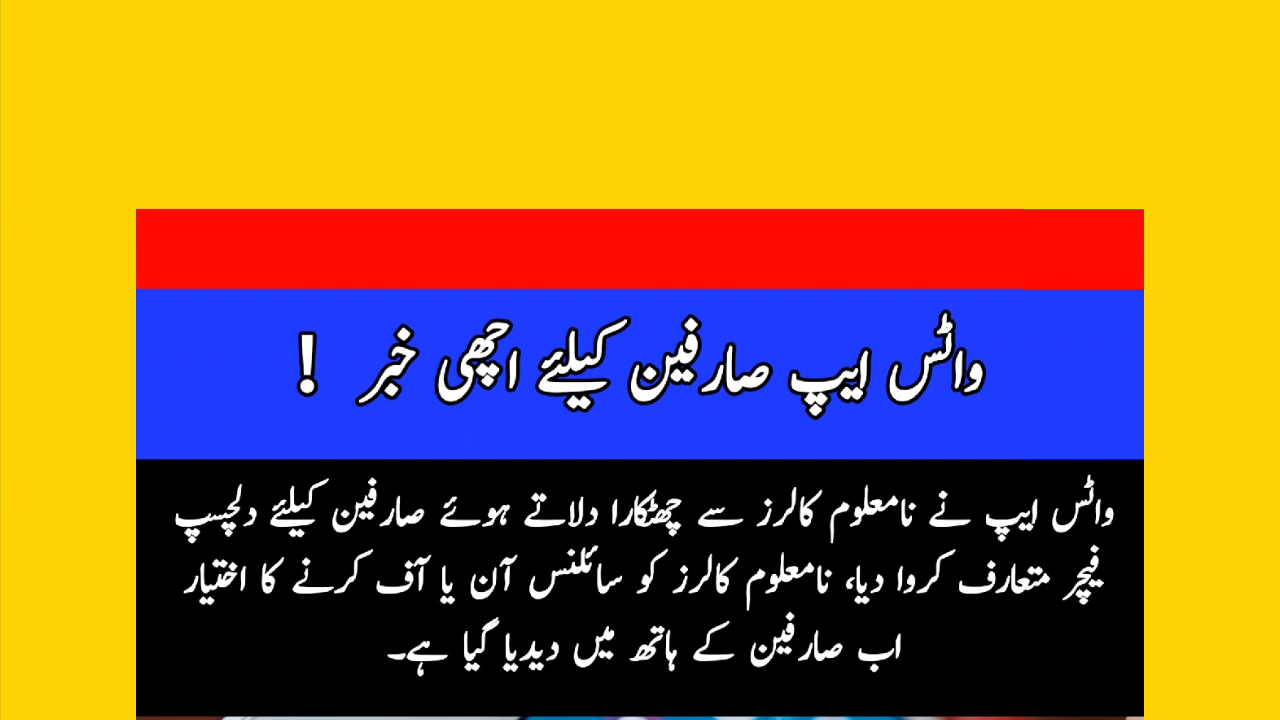 واٹس ایپ صارفین کیلئے اچھی خبر !
واٹس ایپ نے نامعلوم کالرز سے چھٹکارا دلاتے ہوئے صارفین کیلئے دلچسپ
فیچر متعارف کروا دیا، نامعلوم کالرز کو سائلنس آن یا آف کرنے کا اختیار
اب صارفین کے ہاتھ میں دیدیا گیا ہے۔